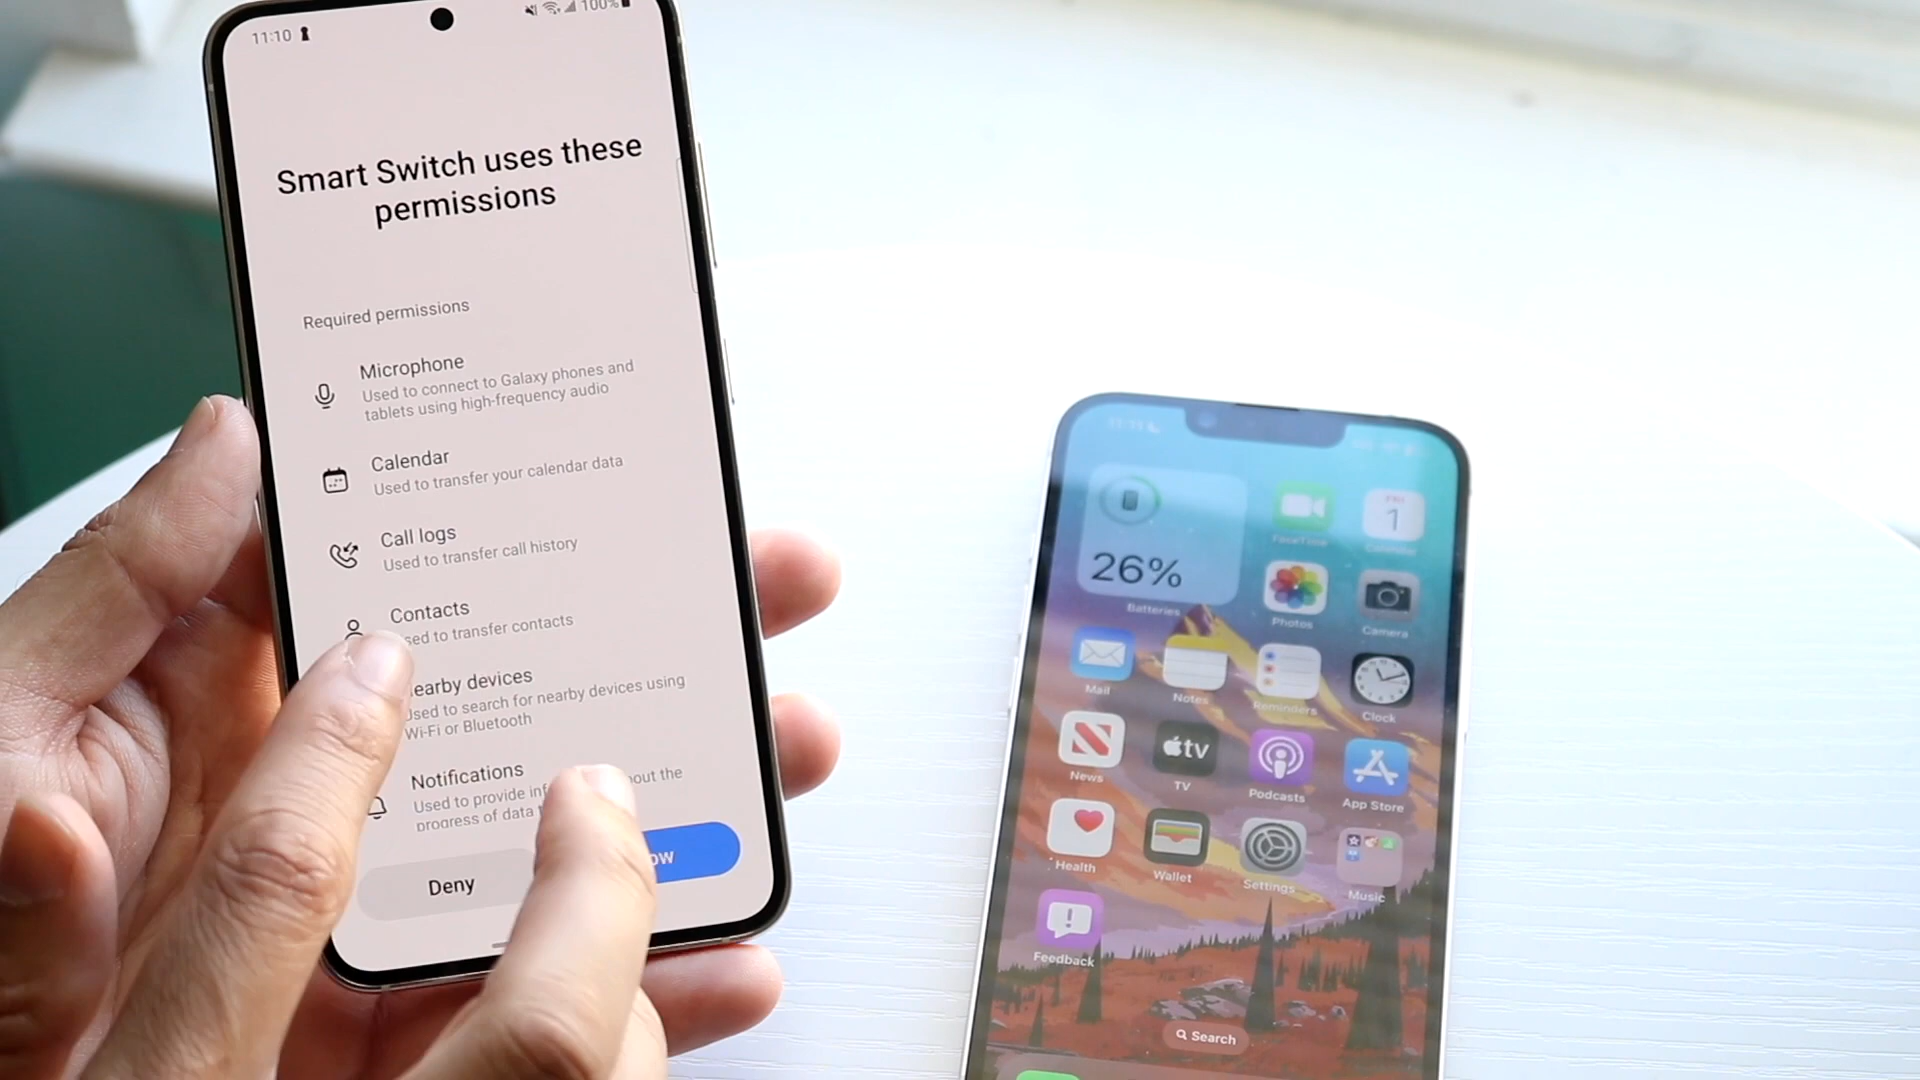 11:10
100%
Smart Switch uses these
permissions
Required permissions
Microphone
Used to connect to Galaxy phones and
tablets using high-frequency audio
Calendar
Used to transfer your calendar data
Call logs
Used to transfer call history
Contacts
sed to transfer contacts
earby devices
Used to search for nearby devices using
Wi-Fi or Bluetooth
Notifications
Used to provide inf out the
progress of data
Deny
ow
26%
Batteries
FaceTime
1
Calendar
Photos
Camera
Mail
Notes
Reminders
Clock
News
tv
TV
Podcasts
App Store
Health
Wallet
Settings
Music
Feedback
Search